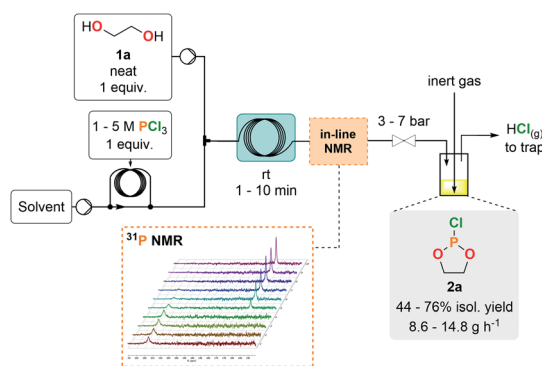 HO
OH
1a
neat
1 equiv.
1 - 5 M PCl3
1 equiv.
Solvent
rt
1 - 10 min
in-line
NMR
3 - 7 bar
inert gas
HCl(g)
to trap
31P NMR
Cl
P
O O
2a
44 - 76% isol. yield
8.6 - 14.8 g h-1